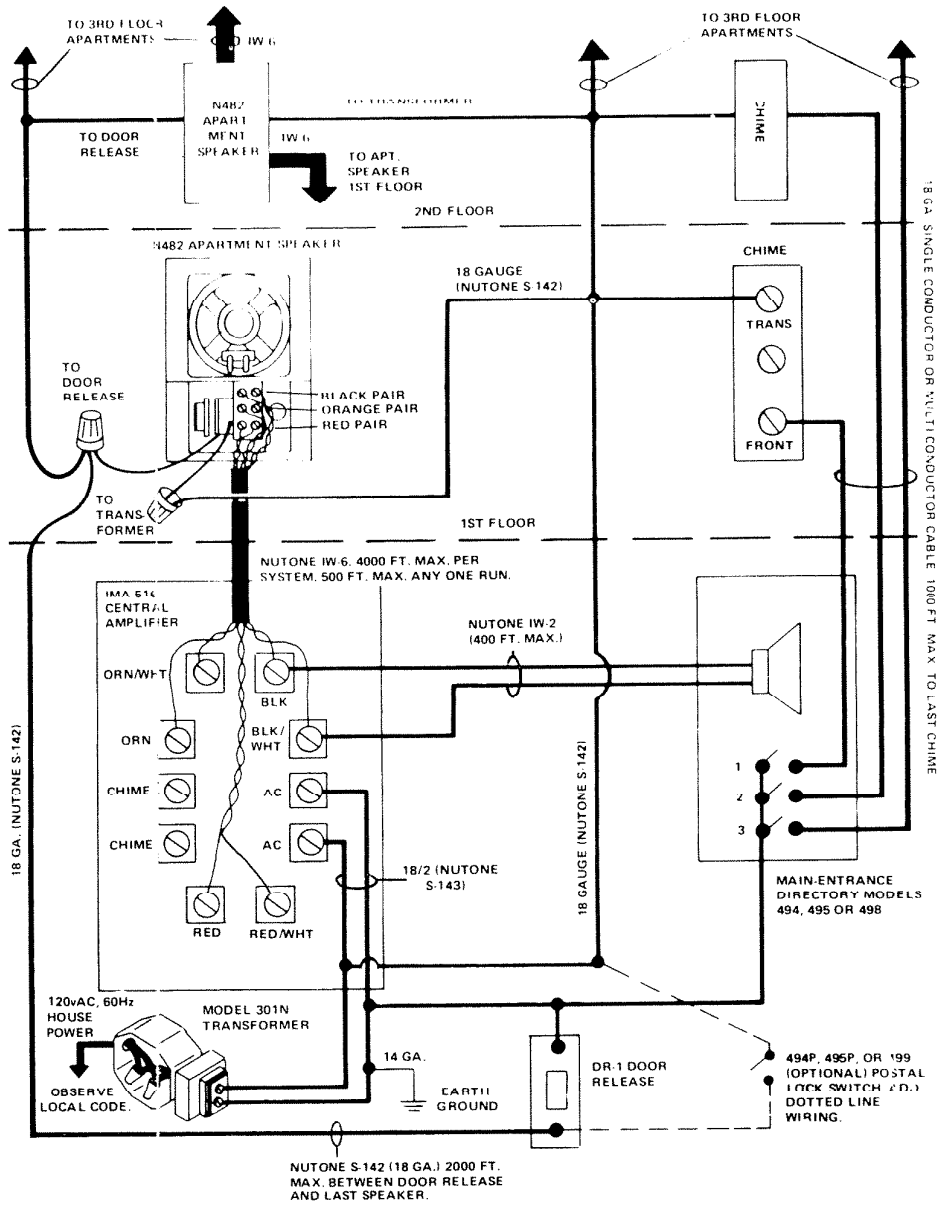 TO 3RD FLOOR
APARTMENTS
IW-6
TO 3RD FLOOR
APARTMENTS
N482
APART
MENT
SPEAKER
TO TRANSFORMER
CHIME
TO DOOR
RELEASE
IW-6
TO APT.
SPEAKER
1ST FLOOR
2ND FLOOR
N482 APARTMENT SPEAKER
CHIME
18 GAUGE
(NUTONE S-142)
TRANS
TO
DOOR
RELEASE
BLACK PAIR
ORANGE PAIR
RED PAIR
FRONT
TO
TRANS
FORMER
1ST FLOOR
18 GA. SINGLE CONDUCTOR OR MULTI CONDUCTOR CABLE 1000 FT. MAX TO LAST CHIME
NUTONE IW-6. 4000 FT. MAX. PER
SYSTEM. 500 FT. MAX. ANY ONE RUN.
IMA 514
CENTRAL
AMPLIFIER
NUTONE IW-2
(400 FT. MAX.)
ORN/WHT
BLK
ORN
BLK/
WHT
CHIME
AC
CHIME
AC
1
2
3
18/2 (NUTONE
S-143)
18 GAUGE (NUTONE S-142)
18 GA. (NUTONE S-142)
RED
RED/WHT
MAIN-ENTRANCE
DIRECTORY MODELS
494, 495 OR 498
120vAC, 60Hz
HOUSE
POWER
MODEL 301N
TRANSFORMER
OBSERVE
LOCAL CODE.
14 GA.
EARTH
GROUND
DR-1 DOOR
RELEASE
494P, 495P, OR 499
(OPTIONAL) POSTAL
LOCK SWITCH
DOTTED LINE
WIRING.
NUTONE S-142 (18 GA.) 2000 FT.
MAX. BETWEEN DOOR RELEASE
AND LAST SPEAKER.